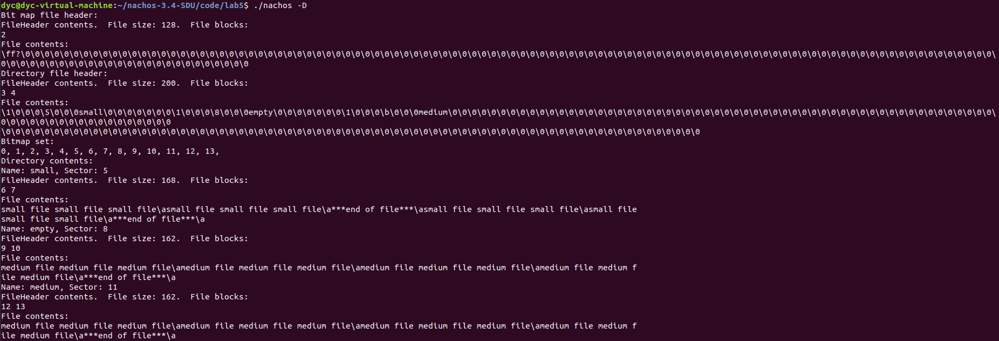 dyc@dyc-virtual-machine:~/nachos-3.4-SDU/code/lab5$ ./nachos -D
Bit map file header:
FileHeader contents.  File size: 128.  File blocks:
2
File contents:
\ff?\0\0\0\0\0\0\0\0\0\0\0\0\0\0\0\0\0\0\0\0\0\0\0\0\0\0\0\0\0\0\0\0\0\0\0\0\0\0\0\0\0\0\0\0\0\0\0\0\0\0\0\0\0\0\0\0\0\0\0\0\0\0\0\0\0\0\0\0\0\0\0\0\0\0\0\0\0\0\0\0\0\0\0\0\0\0\0\0\0\0\0\0\0\0\0\0\0\0\0\0\
0\0\0\0\0\0\0\0\0\0\0\0\0\0\0\0\0\0\0\0\0\0\0\0\0\0
Directory file header:
FileHeader contents.  File size: 200.  File blocks:
3 4
File contents:
\1\0\0\0\5\0\0\0small\0\0\0\0\0\0\0\1\0\0\0\8\0\0\0empty\0\0\0\0\0\0\0\1\0\0\0\b\0\0\0medium\0\0\0\0\0\0\0\0\0\0\0\0\0\0\0\0\0\0\0\0\0\0\0\0\0\0\0\0\0\0\0\0\0\0\0\0\0\0\0\0\0\0\0\0\0\0\0\0\0\0\0\0\0\0\0\0\
0\0\0\0\0\0\0\0\0\0\0\0\0\0\0\0\0\0
\0\0\0\0\0\0\0\0\0\0\0\0\0\0\0\0\0\0\0\0\0\0\0\0\0\0\0\0\0\0\0\0\0\0\0\0\0\0\0\0\0\0\0\0\0\0\0\0\0\0\0\0\0\0\0\0\0\0\0\0\0\0\0\0\0\0\0\0\0\0\0\0
Bitmap set:
0, 1, 2, 3, 4, 5, 6, 7, 8, 9, 10, 11, 12, 13,
Directory contents:
Name: small, Sector: 5
FileHeader contents.  File size: 168.  File blocks:
6 7
File contents:
small file small file small file\asmall file small file small file\a***end of file***\asmall file small file small file\asmall file
small file small file\a***end of file***\a
Name: empty, Sector: 8
FileHeader contents.  File size: 162.  File blocks:
9 10
File contents:
medium file medium file medium file\amedium file medium file medium file\amedium file medium file medium file\amedium file medium f
ile medium file\a***end of file***\a
Name: medium, Sector: 11
FileHeader contents.  File size: 162.  File blocks:
12 13
File contents:
medium file medium file medium file\amedium file medium file medium file\amedium file medium file medium file\amedium file medium f
ile medium file\a***end of file***\a